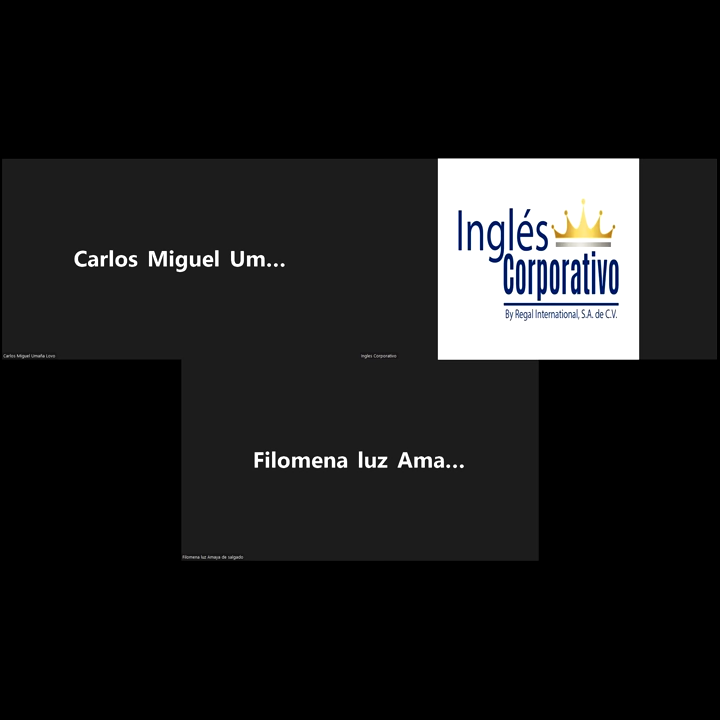 Carlos Miguel Um...
Inglés
Corporativo
By Regal International, S.A. de C.V.
Carlos Miguel Umaña Lovo
Ingles Corporativo
Filomena luz Ama...
Filomena luz Amaya de salgado